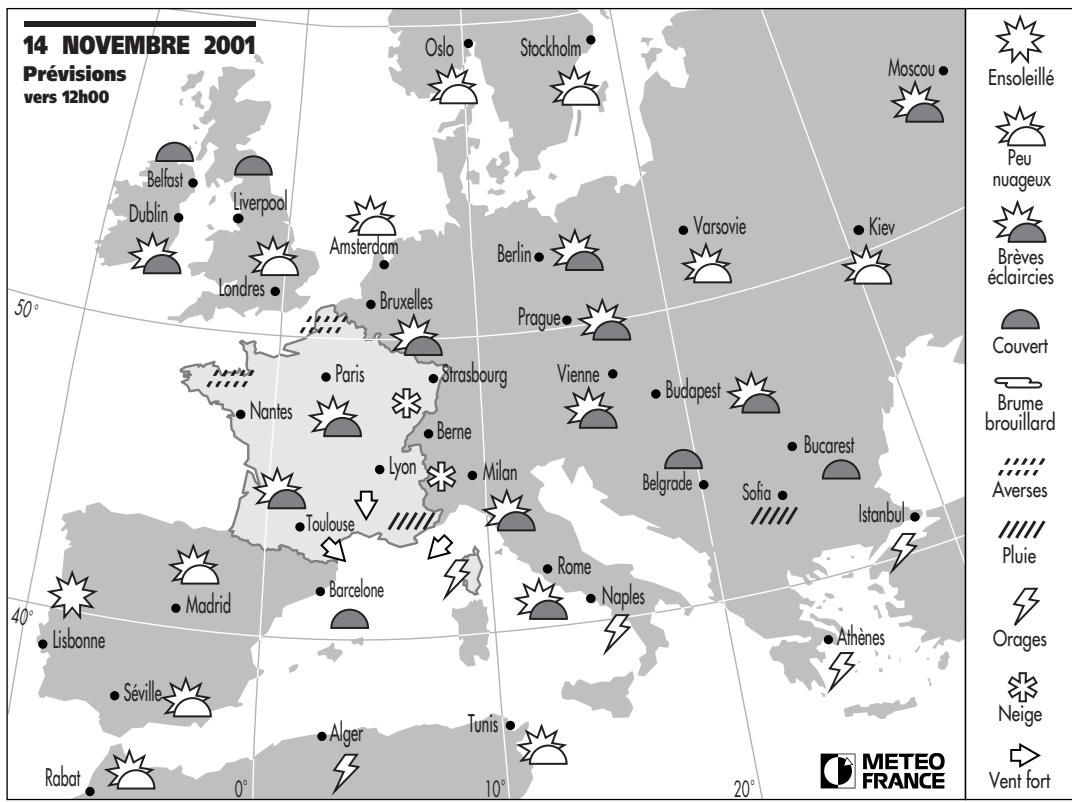 14 NOVEMBRE 2001
Prévisions
vers 12h00
Oslo
Stockholm
Moscou
Belfast
Liverpool
Dublin
Amsterdam
Berlin
Varsovie
Kiev
Londres
Bruxelles
50°
Prague
Paris
Strasbourg
Vienne
Budapest
Nantes
Berne
Bucarest
Lyon
Milan
Belgrade
Sofia
Istanbul
Toulouse
Rome
Barcelone
Naples
Madrid
40°
Lisbonne
Athènes
Séville
Tunis
Alger
Rabat
0°
10°
20°
METEO
FRANCE
Ensoleillé
Peu
nuageux
Brèves
éclaircies
Couvert
Brume
brouillard
Averses
Pluie
Orages
Neige
Vent fort